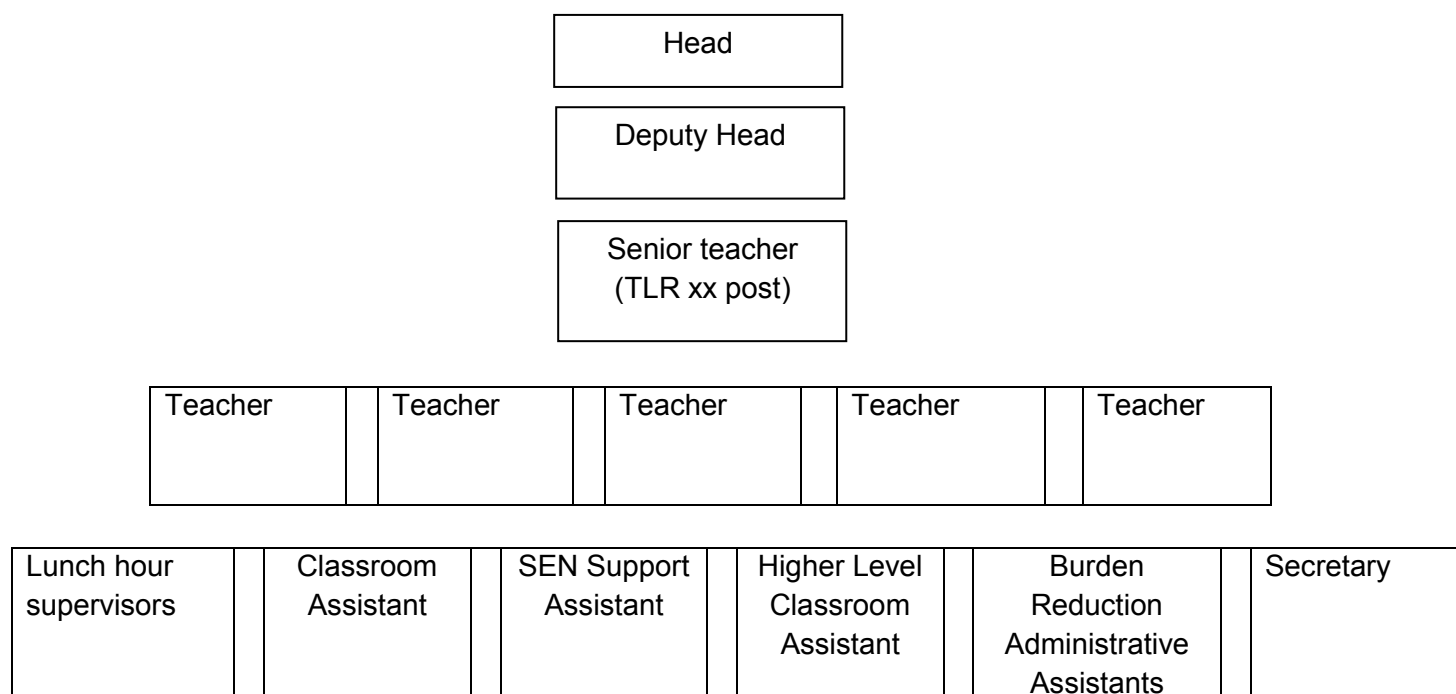 Head
Deputy Head
Senior teacher
(TLR xx post)
Teacher Teacher Teacher Teacher Teacher
Lunch hour supervisors
Classroom Assistant
SEN Support Assistant
Higher Level Classroom Assistant
Burden Reduction Administrative Assistants
Secretary